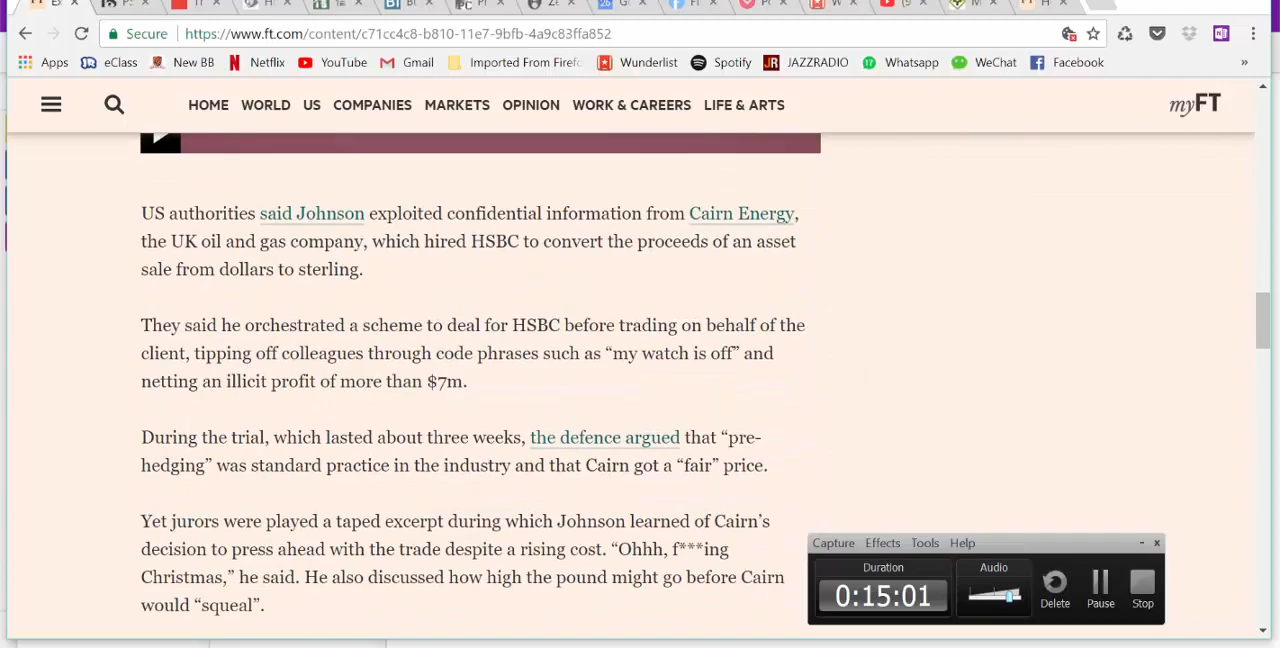 Secure https://www.ft.com/content/c71cc4c8-9810-11e7-9bfb-4a9c83ffa852
Apps eClass New BB Netflix YouTube Gmail Imported From Firefo Wunderlist Spotify JAZZRADIO Whatsapp WeChat Facebook »
HOME WORLD US COMPANIES MARKETS OPINION WORK & CAREERS LIFE & ARTS myFT
US authorities said Johnson exploited confidential information from Cairn Energy,
the UK oil and gas company, which hired HSBC to convert the proceeds of an asset
sale from dollars to sterling.
They said he orchestrated a scheme to deal for HSBC before trading on behalf of the
client, tipping off colleagues through code phrases such as “my watch is off” and
netting an illicit profit of more than $7m.
During the trial, which lasted about three weeks, the defence argued that “pre-
hedging” was standard practice in the industry and that Cairn got a “fair” price.
Yet jurors were played a taped excerpt during which Johnson learned of Cairn’s
decision to press ahead with the trade despite a rising cost. “Ohhh, f***ing
Christmas,” he said. He also discussed how high the pound might go before Cairn
would “squeal”.
Capture Effects Tools Help
Duration Audio
0:15:01
Delete Pause Stop